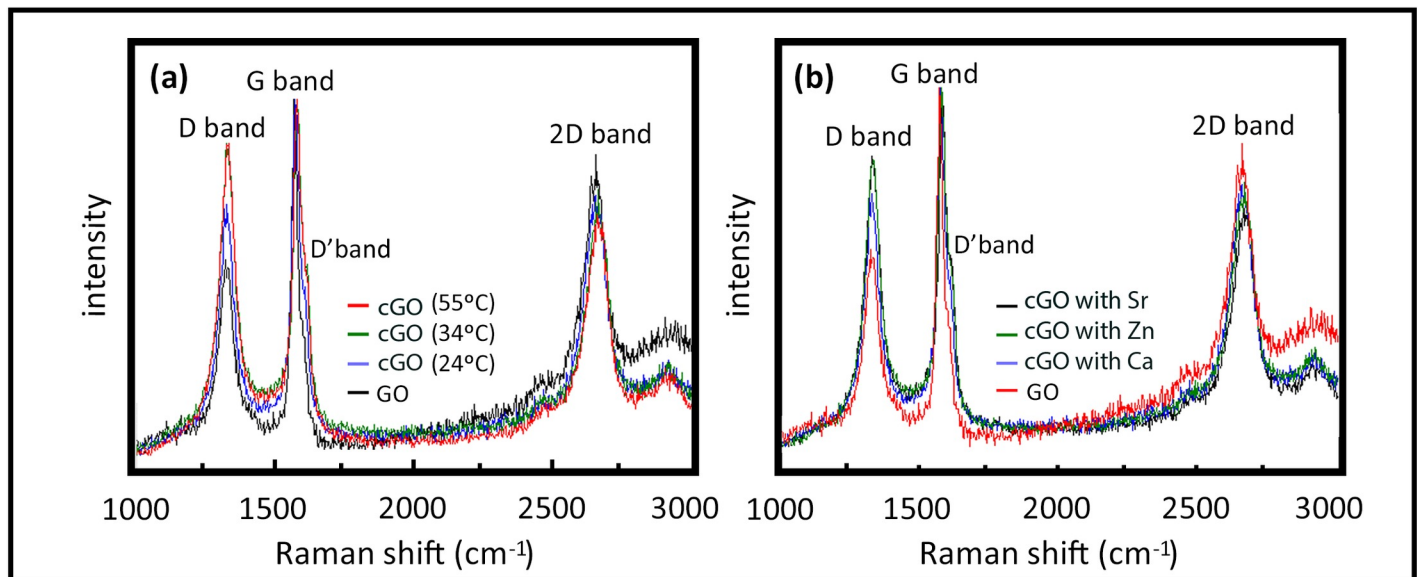 (a)
G band
D band
2D band
D'band
intensity
cGO (55ºC)
cGO (34ºC)
cGO (24ºC)
GO
1000 1500 2000 2500 3000
Raman shift (cm-1)
(b)
G band
D band
2D band
D'band
intensity
cGO with Sr
cGO with Zn
cGO with Ca
GO
1000 1500 2000 2500 3000
Raman shift (cm-1)